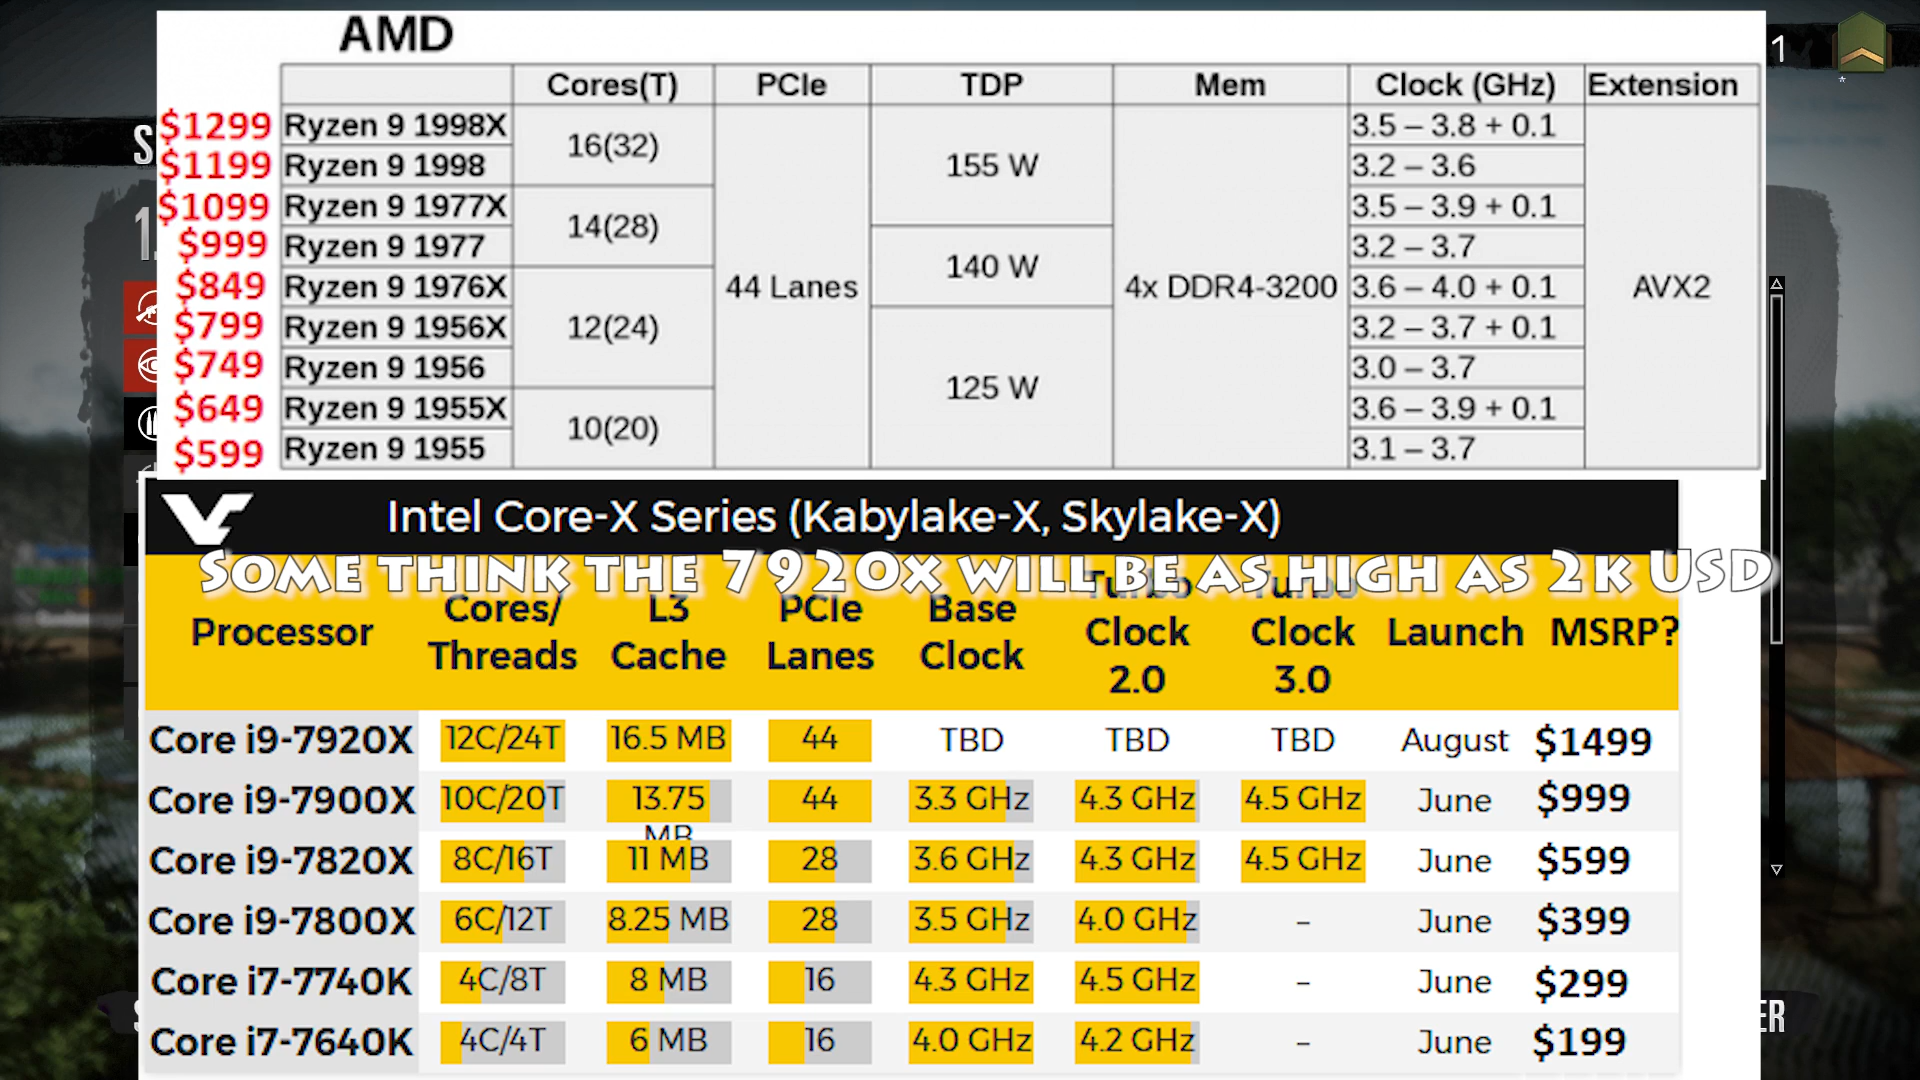 AMD
Cores(T) PCIe TDP Mem Clock (GHz) Extension
$1299 Ryzen 9 1998X 16(32) 44 Lanes 155 W 4x DDR4-3200 3.5 – 3.8 + 0.1 AVX2
$1199 Ryzen 9 1998 3.2 – 3.6
$1099 Ryzen 9 1977X 14(28) 3.5 – 3.9 + 0.1
$999 Ryzen 9 1977 140 W 3.2 – 3.7
$849 Ryzen 9 1976X 12(24) 3.6 – 4.0 + 0.1
$799 Ryzen 9 1956X 125 W 3.2 – 3.7 + 0.1
$749 Ryzen 9 1956 3.0 – 3.7
$649 Ryzen 9 1955X 10(20) 3.6 – 3.9 + 0.1
$599 Ryzen 9 1955 3.1 – 3.7
1
Intel Core-X Series (Kabylake-X, Skylake-X)
Some think the 7920x will be as high as 2k USD
Processor Cores/ Threads L3 Cache PCIe Lanes Base Clock Turbo Clock 2.0 Turbo Clock 3.0 Launch MSRP?
Core i9-7920X 12C/24T 16.5 MB 44 TBD TBD TBD August $1499
Core i9-7900X 10C/20T 13.75 MB 44 3.3 GHz 4.3 GHz 4.5 GHz June $999
Core i9-7820X 8C/16T 11 MB 28 3.6 GHz 4.3 GHz 4.5 GHz June $599
Core i9-7800X 6C/12T 8.25 MB 28 3.5 GHz 4.0 GHz – June $399
Core i7-7740K 4C/8T 8 MB 16 4.3 GHz 4.5 GHz – June $299
Core i7-7640K 4C/4T 6 MB 16 4.0 GHz 4.2 GHz – June $199